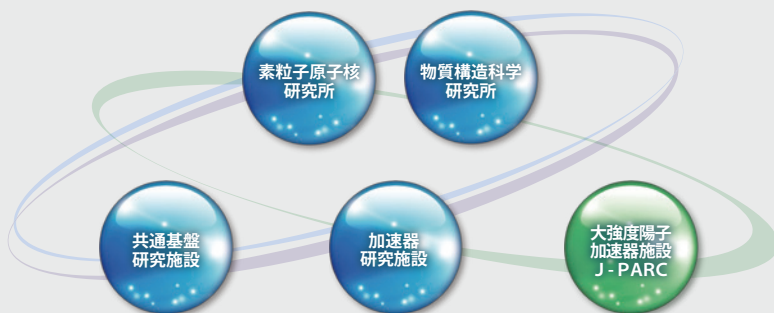 素粒子原子核
研究所
物質構造科学
研究所
共通基盤
研究施設
加速器
研究施設
大強度陽子
加速器施設
J-PARC